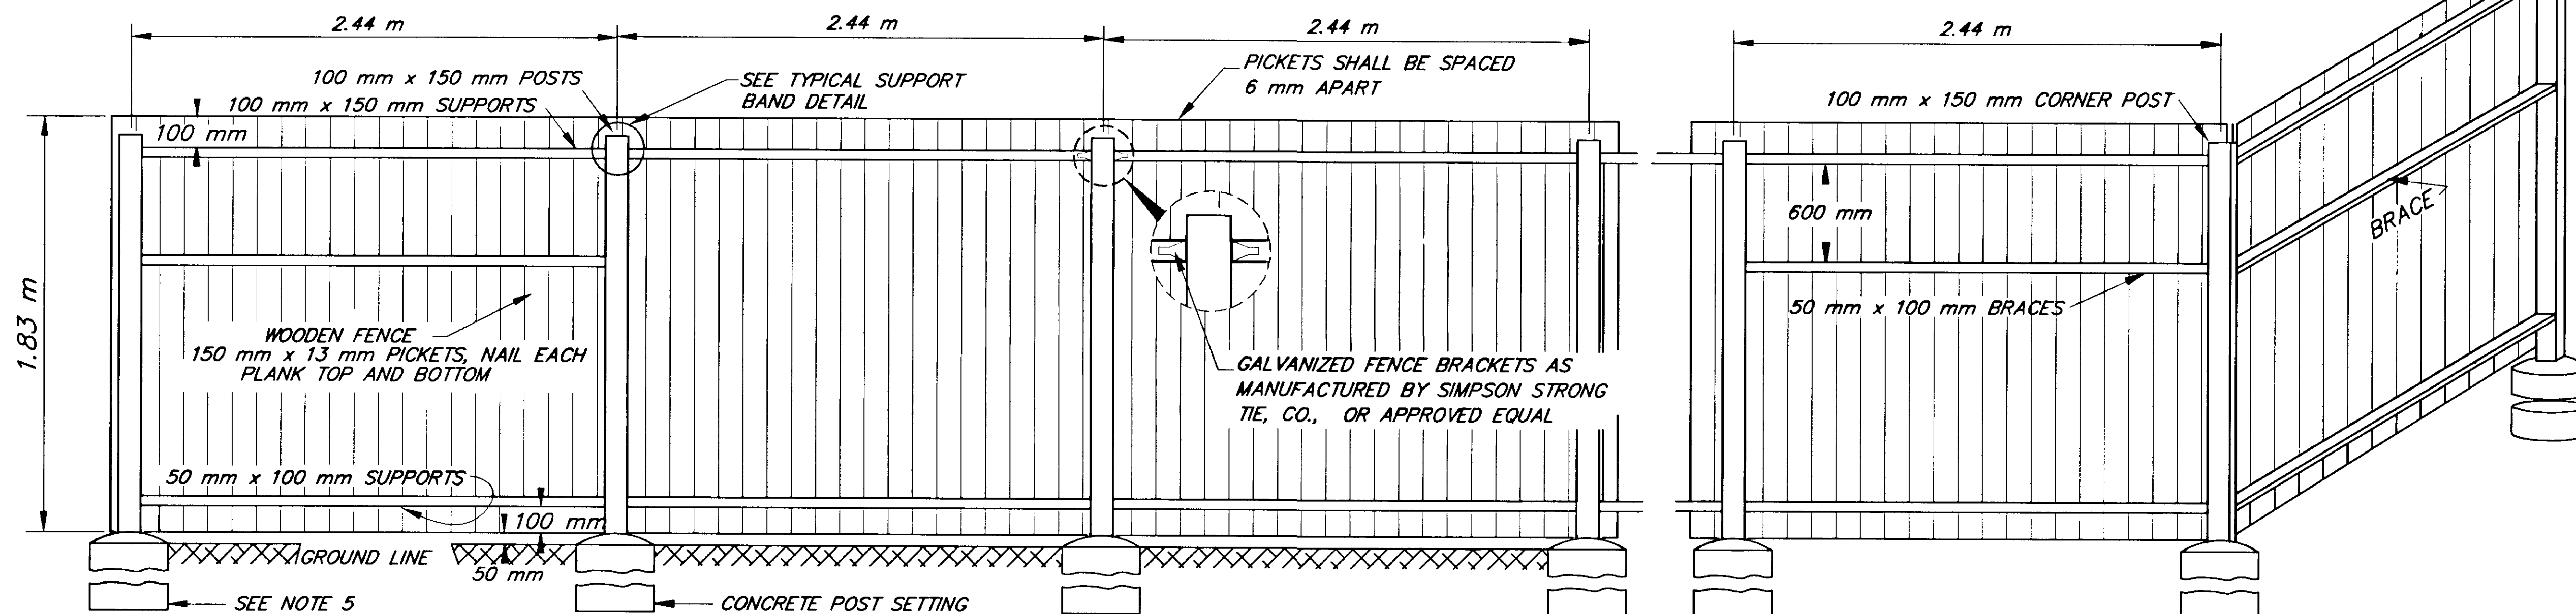 2.44 m
2.44 m
2.44 m
2.44 m
100 mm x 150 mm POSTS
100 mm x 150 mm SUPPORTS
100 mm
SEE TYPICAL SUPPORT
BAND DETAIL
PICKETS SHALL BE SPACED
6 mm APART
100 mm x 150 mm CORNER POST
600 mm
BRACE
1.83 m
50 mm x 100 mm BRACES
WOODEN FENCE
150 mm x 13 mm PICKETS, NAIL EACH
PLANK TOP AND BOTTOM
GALVANIZED FENCE BRACKETS AS
MANUFACTURED BY SIMPSON STRONG
TIE, CO., OR APPROVED EQUAL
50 mm x 100 mm SUPPORTS
100 mm
GROUND LINE
50 mm
SEE NOTE 5
CONCRETE POST SETTING